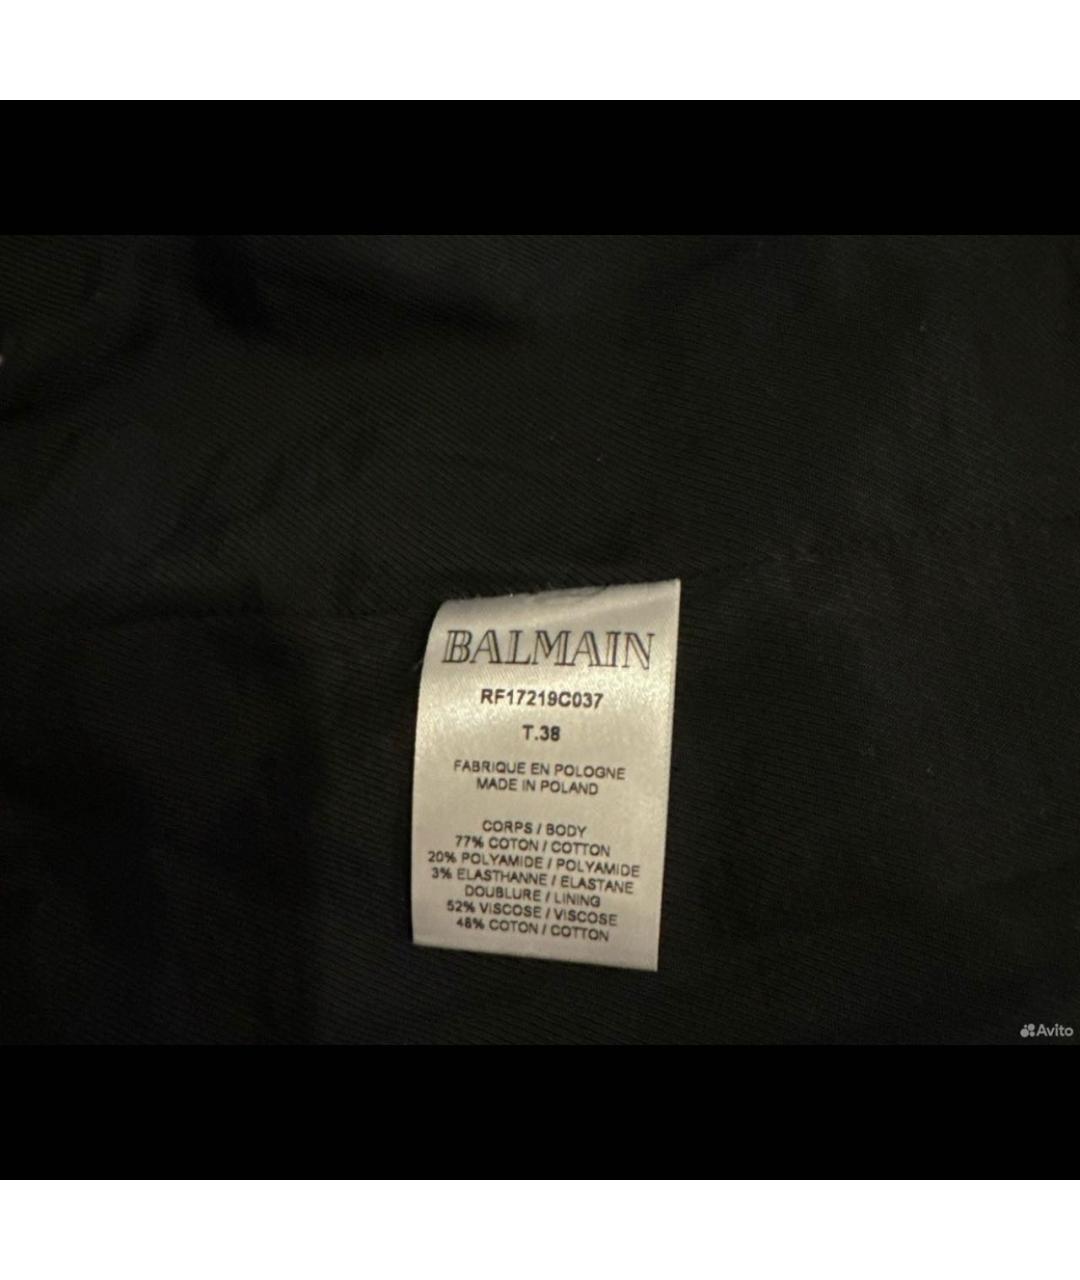 BALMAIN
RF17219C037
T.38
FABRIQUE EN POLOGNE
MADE IN POLAND
CORPS / BODY
77% COTON / COTTON
20% POLYAMIDE / POLYAMIDE
3% ELASTHANNE / ELASTANE
DOUBLURE / LINING
52% VISCOSE / VISCOSE
48% COTON / COTTON
Avito